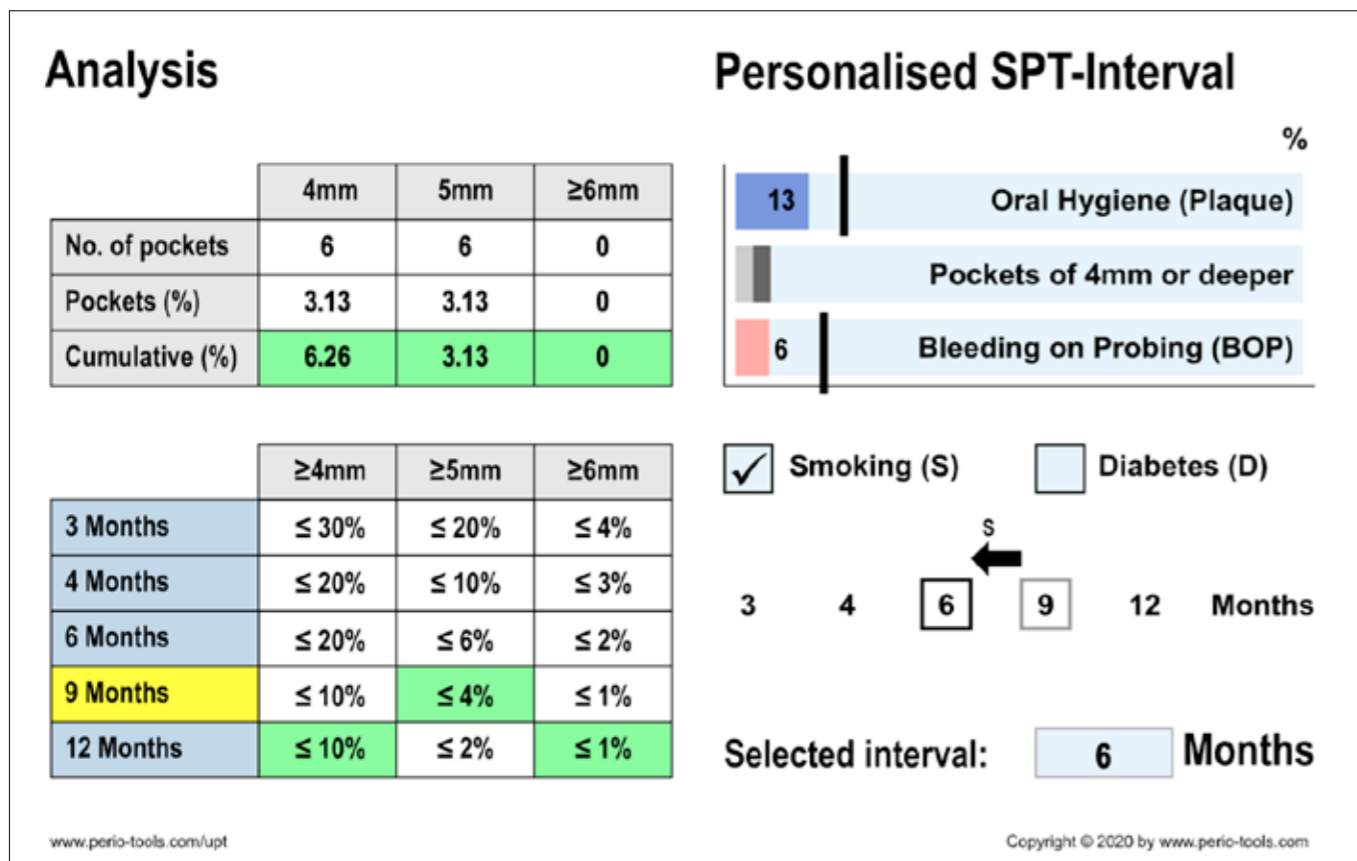 Analysis
4mm 5mm ≥6mm
No. of pockets 6 6 0
Pockets (%) 3.13 3.13 0
Cumulative (%) 6.26 3.13 0
≥4mm ≥5mm ≥6mm
3 Months ≤ 30% ≤ 20% ≤ 4%
4 Months ≤ 20% ≤ 10% ≤ 3%
6 Months ≤ 20% ≤ 6% ≤ 2%
9 Months ≤ 10% ≤ 4% ≤ 1%
12 Months ≤ 10% ≤ 2% ≤ 1%
www.perio-tools.com/upt
Personalised SPT-Interval
%
13 Oral Hygiene (Plaque)
Pockets of 4mm or deeper
6 Bleeding on Probing (BOP)
✓ Smoking (S) Diabetes (D)
S
3 4 6 9 12 Months
Selected interval: 6 Months
Copyright © 2020 by www.perio-tools.com